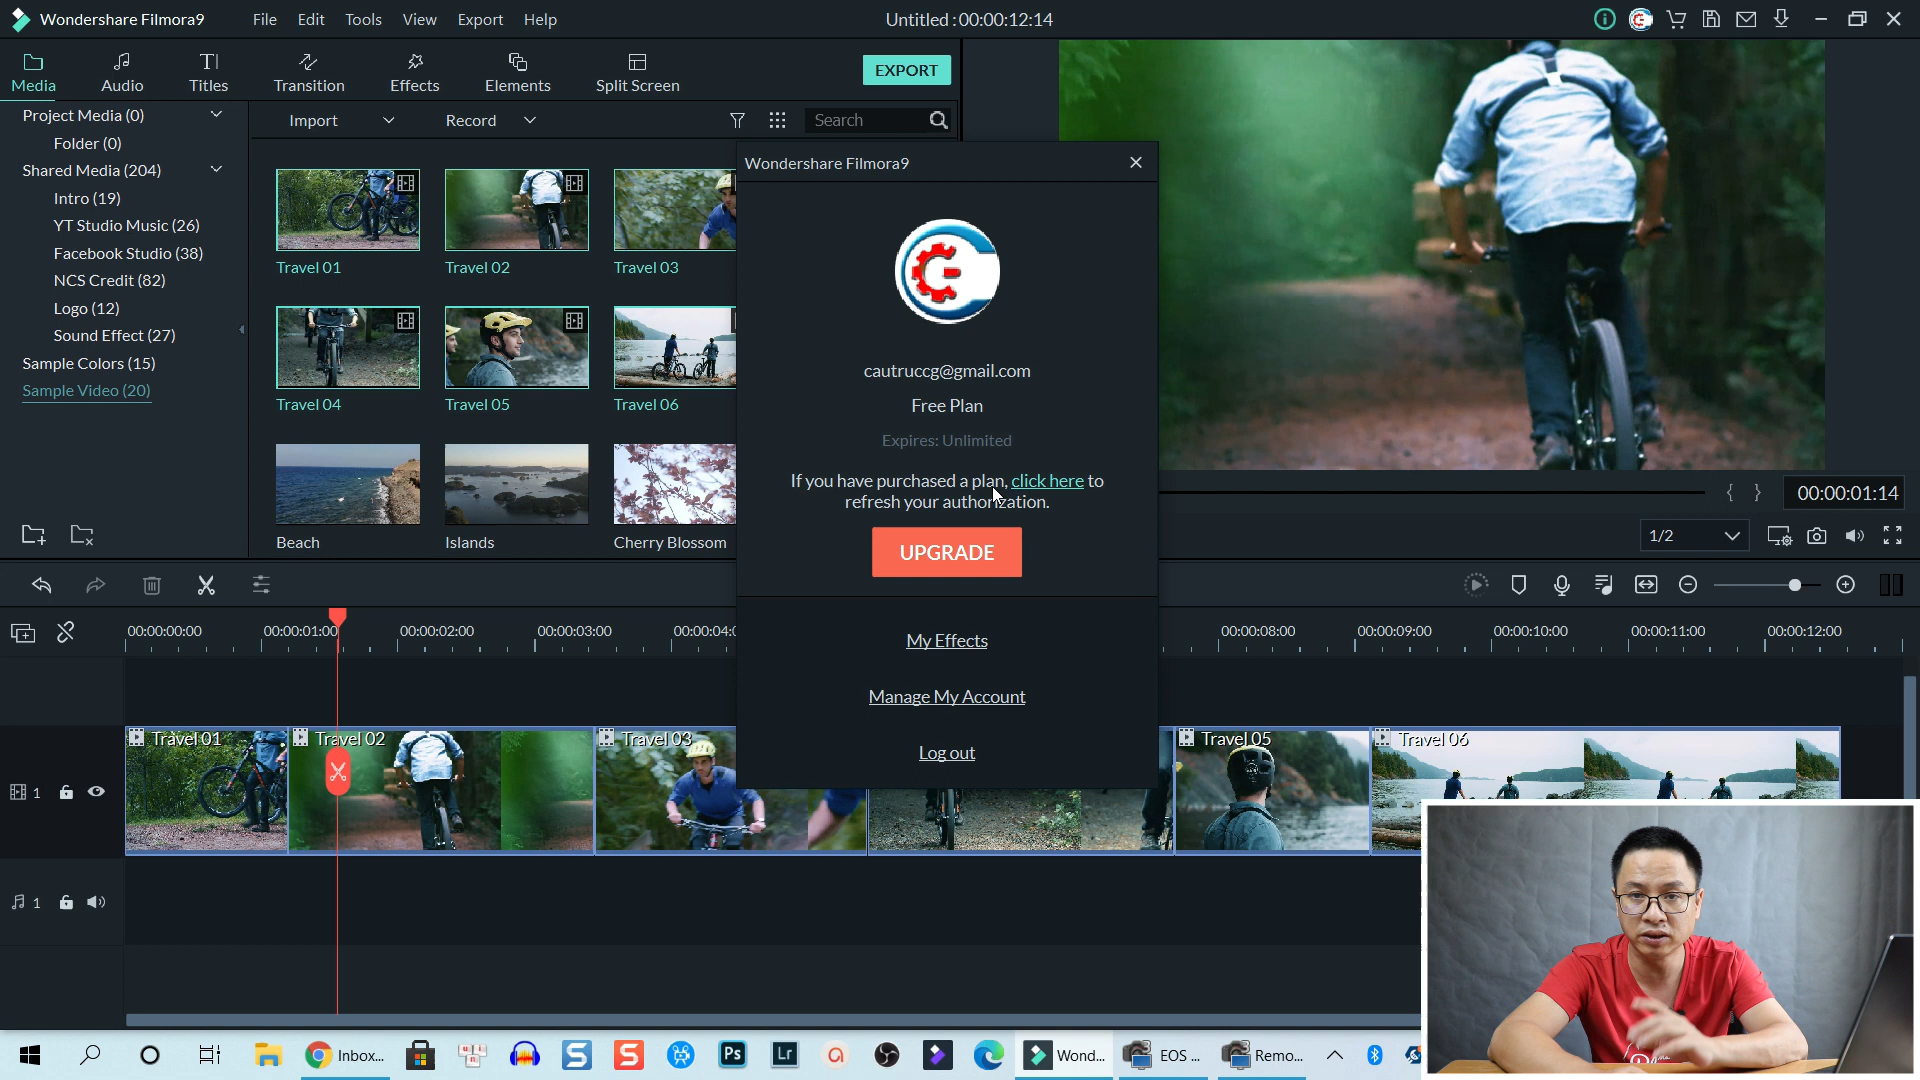 Wondershare Filmora9
File
Edit
Tools
View
Export
Help
Untitled : 00:00:12:14
Media
Audio
Titles
Transition
Effects
Elements
Split Screen
EXPORT
Project Media (0)
Folder (0)
Shared Media (204)
Intro (19)
YT Studio Music (26)
Facebook Studio (38)
NCS Credit (82)
Logo (12)
Sound Effect (27)
Sample Colors (15)
Sample Video (20)
Import
Record
Search
Travel 01
Travel 02
Travel 03
Travel 04
Travel 05
Travel 06
Beach
Islands
Cherry Blossom
Wondershare Filmora9
cautruccg@gmail.com
Free Plan
Expires: Unlimited
If you have purchased a plan, click here to
refresh your authorization.
UPGRADE
My Effects
Manage My Account
Log out
00:00:01:14
1/2
00:00:00:00
00:00:01:00
00:00:02:00
00:00:03:00
00:00:04:0
00:00:08:00
00:00:09:00
00:00:10:00
00:00:11:00
00:00:12:00
Travel 01
Travel 02
Travel 03
Travel 05
Travel 06
1
1
Inbox...
Ps
Lr
Wond...
EOS ...
Remo...